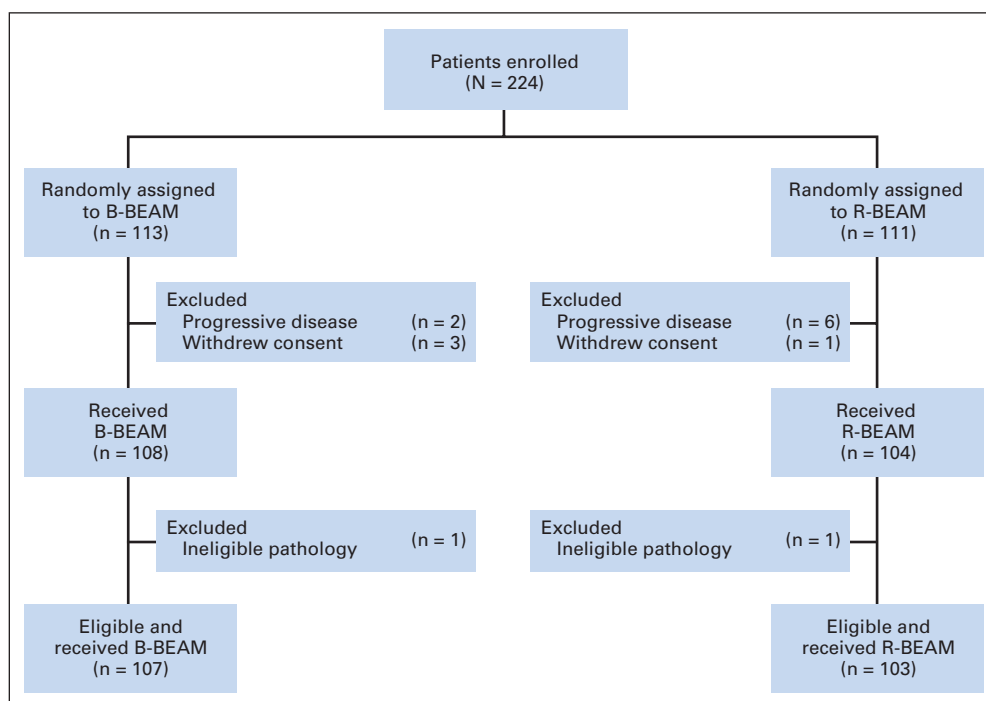 Patients enrolled
(N = 224)
Randomly assigned
to B-BEAM
(n = 113)
Randomly assigned
to R-BEAM
(n = 111)
Excluded
Progressive disease (n = 2)
Withdrew consent (n = 3)
Excluded
Progressive disease (n = 6)
Withdrew consent (n = 1)
Received
B-BEAM
(n = 108)
Received
R-BEAM
(n = 104)
Excluded
Ineligible pathology (n = 1)
Excluded
Ineligible pathology (n = 1)
Eligible and
received B-BEAM
(n = 107)
Eligible and
received R-BEAM
(n = 103)